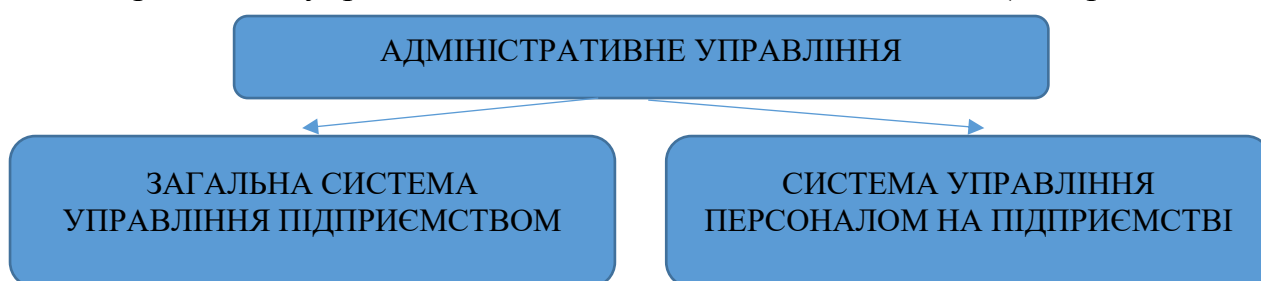 АДМІНІСТРАТИВНЕ УПРАВЛІННЯ
ЗАГАЛЬНА СИСТЕМА
УПРАВЛІННЯ ПІДПРИЄМСТВОМ
СИСТЕМА УПРАВЛІННЯ
ПЕРСОНАЛОМ НА ПІДПРИЄМСТВІ